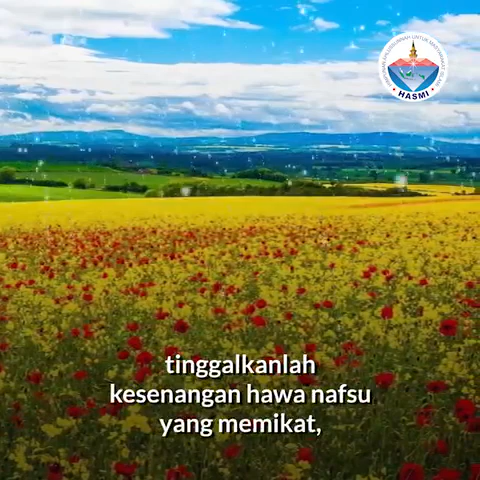 HASMI
tinggalkanlah
kesenangan hawa nafsu
yang memikat,